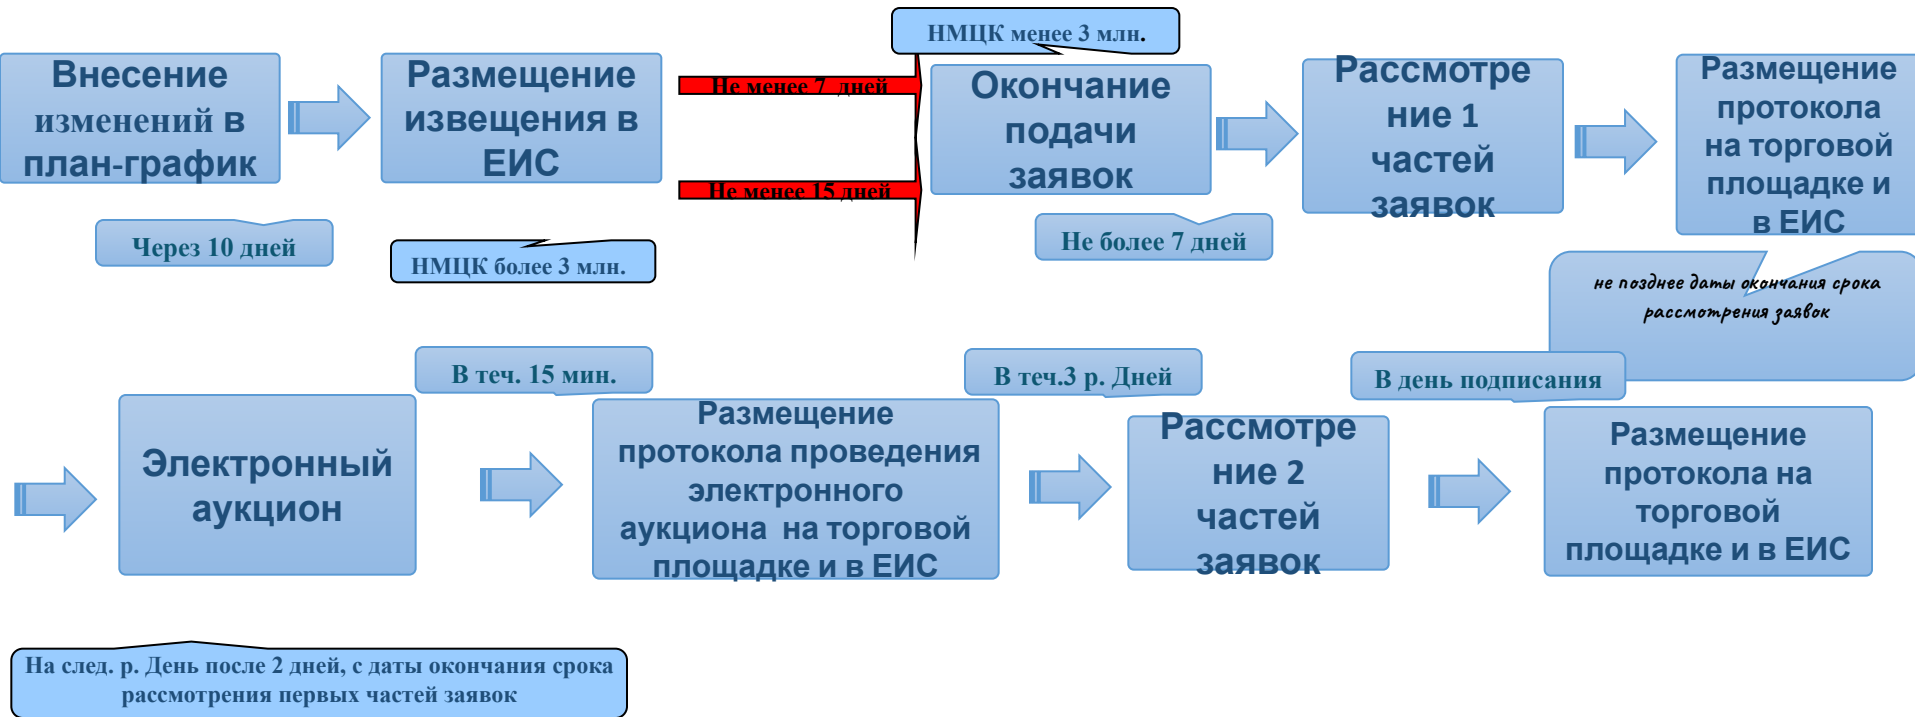 НМЦК менее 3 млн.
Внесение
изменений в
план-график
Размещение
извещения в
ЕИС
Не менее 7 дней
Не менее 15 дней
Окончание
подачи
заявок
Рассмотре
ние 1
частей
заявок
Размещение
протокола
на торговой
площадке и
в ЕИС
Через 10 дней
НМЦК более 3 млн.
Не более 7 дней
не позднее даты окончания срока
рассмотрения заявок
В теч. 15 мин.
В теч.3 р. Дней
В день подписания
Электронный
аукцион
Размещение
протокола проведения
электронного
аукциона на торговой
площадке и в ЕИС
Рассмотре
ние 2
частей
заявок
Размещение
протокола на
торговой
площадке и в ЕИС
На след. р. День после 2 дней, с даты окончания срока
рассмотрения первых частей заявок